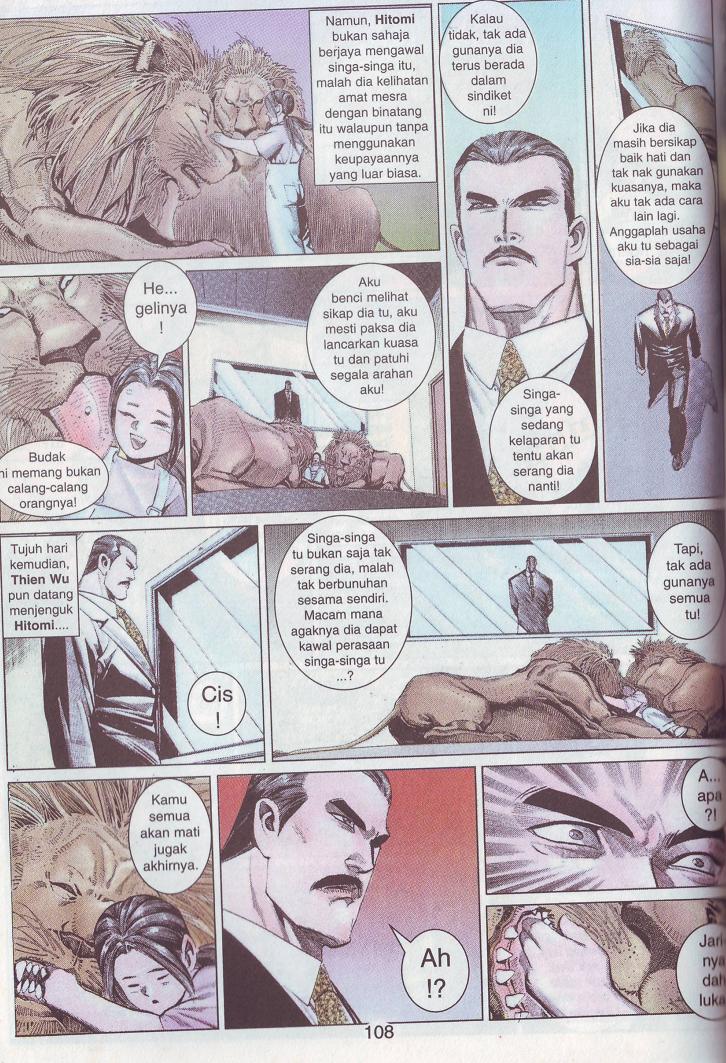 Namun, Hitomi
bukan sahaja
berjaya mengawal
singa-singa itu,
malah dia kelihatan
amat mesra
dengan binatang
itu walaupun tanpa
menggunakan
keupayaannya
yang luar biasa.
He...
gelinya
!
Budak
ni memang bukan
calang-calang
orangnya!
Aku
benci melihat
sikap dia tu, aku
mesti paksa dia
lancarkan kuasa
tu dan patuhi
segala arahan
aku!
Kalau
tidak, tak ada
gunanya dia
terus berada
dalam
sindiket
ni!
Singa-
singa yang
sedang
kelaparan tu
tentu akan
serang dia
nanti!
Jika dia
masih bersikap
baik hati dan
tak nak gunakan
kuasanya, maka
aku tak ada cara
lain lagi.
Anggaplah usaha
aku tu sebagai
sia-sia saja!
Tujuh hari
kemudian,
Thien Wu
pun datang
menjenguk
Hitomi....
Cis
!
Singa-singa
tu bukan saja tak
serang dia, malah
tak berbunuhan
sesama sendiri.
Macam mana
agaknya dia dapat
kawal perasaan
singa-singa tu
...?
Tapi,
tak ada
gunanya
semua
tu!
Kamu
semua
akan mati
jugak
akhirnya.
Ah
!?
A...
apa
?!
Jari
nya
dah
luka
108